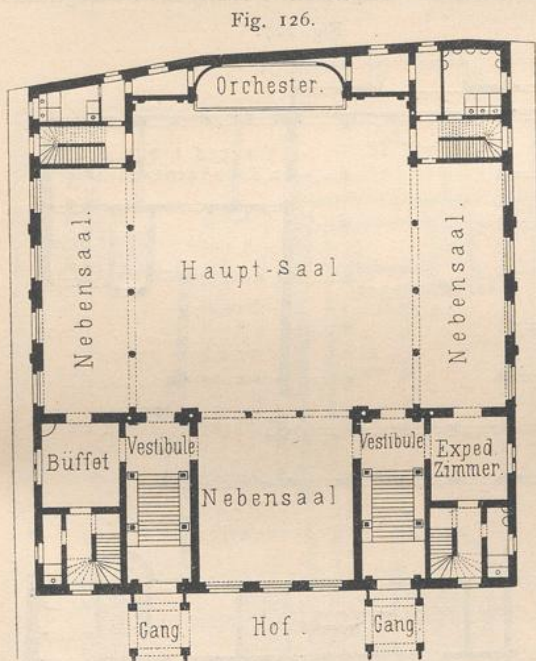 Fig. 126.
Orchester.
Nebensaal.
Haupt-Saal
Nebensaal.
Büffet
Vestibule
Nebensaal
Vestibule
Exped
Zimmer.
Gang
Hof.
Gang